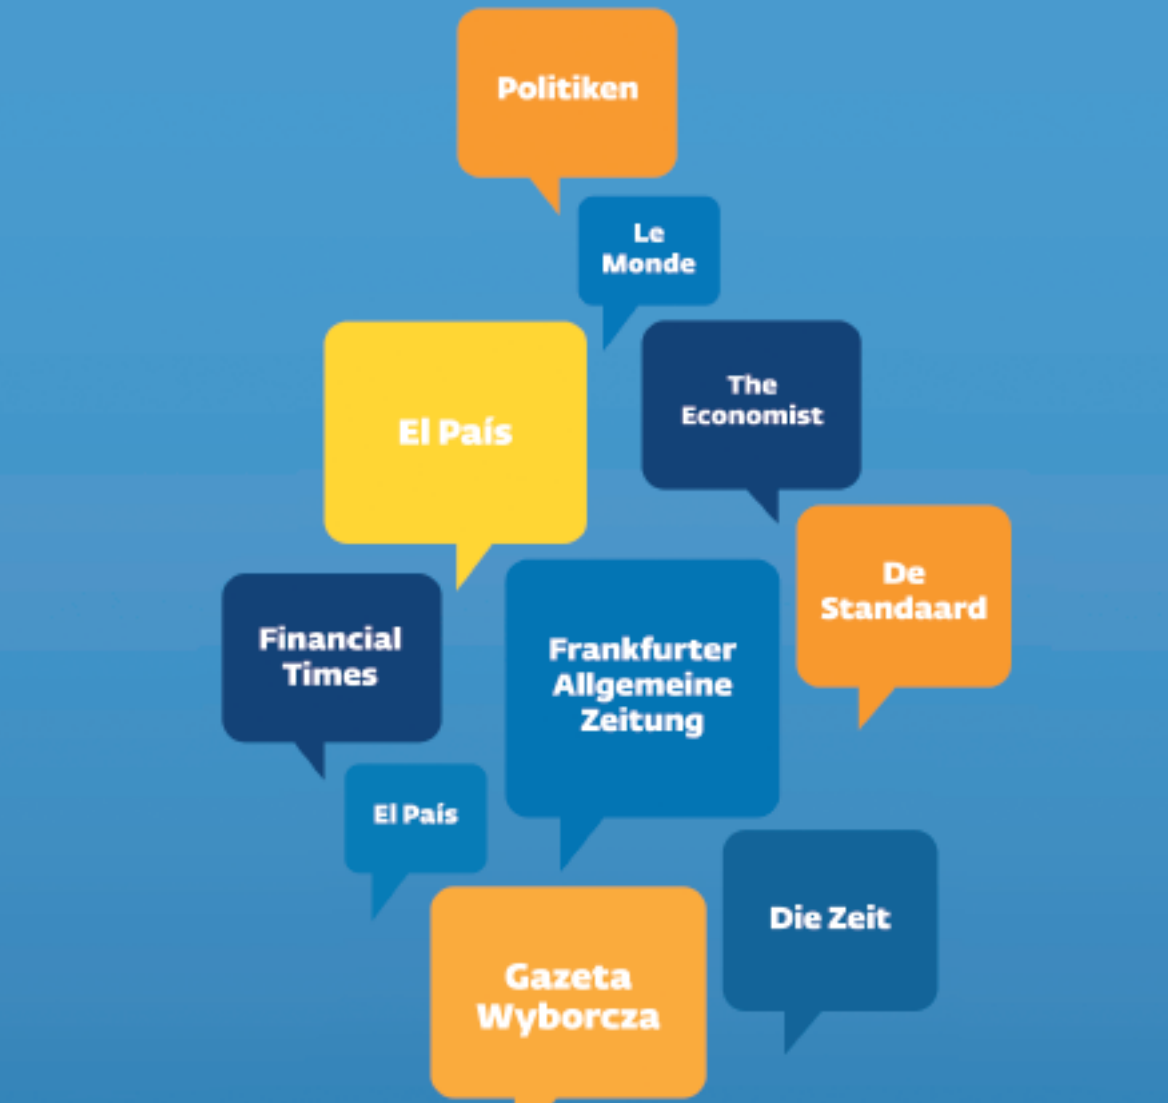 Politiken
Le
Monde
El País
The
Economist
De
Standaard
Financial
Times
Frankfurter
Allgemeine
Zeitung
El País
Die Zeit
Gazeta
Wyborcza